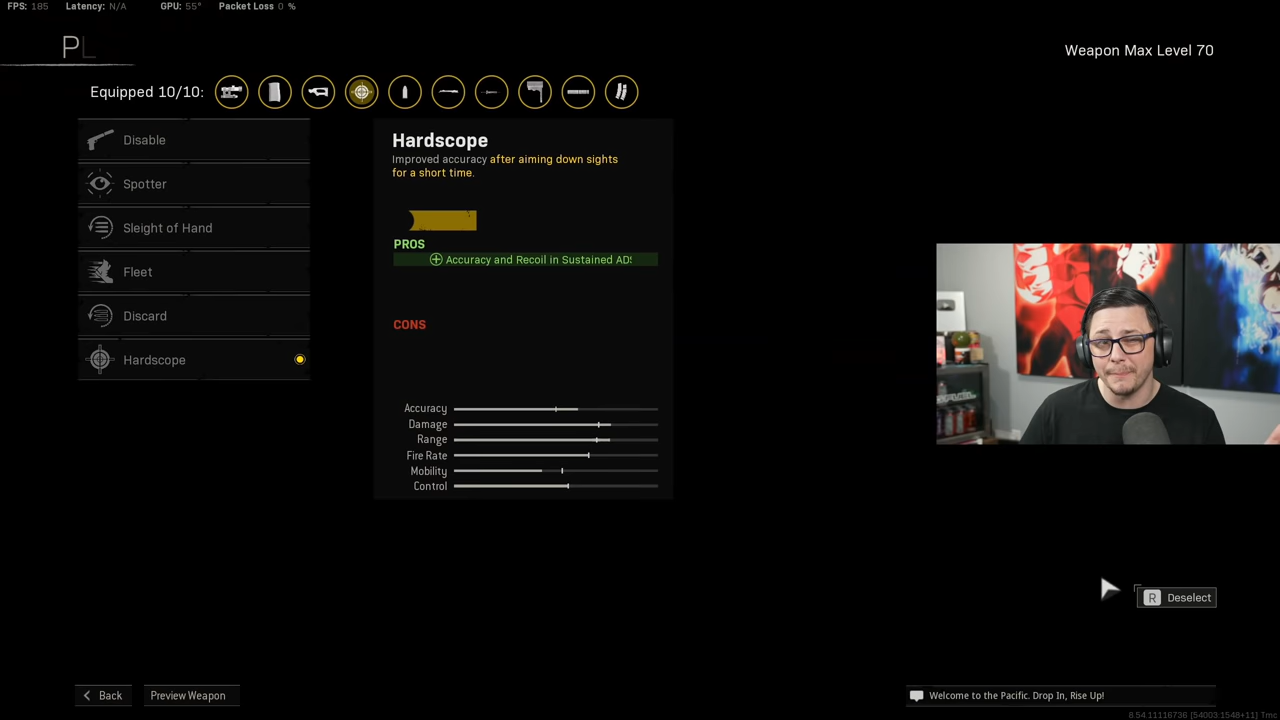 FPS: 185 Latency: N/A GPU: 55° Packet Loss 0 %
PL
Weapon Max Level 70
Equipped 10/10:
Disable
Spotter
Sleight of Hand
Fleet
Discard
Hardscope
Hardscope
Improved accuracy after aiming down sights
for a short time.
PROS
Accuracy and Recoil in Sustained ADS
CONS
Accuracy
Damage
Range
Fire Rate
Mobility
Control
R Deselect
Back
Preview Weapon
Welcome to the Pacific. Drop In, Rise Up!